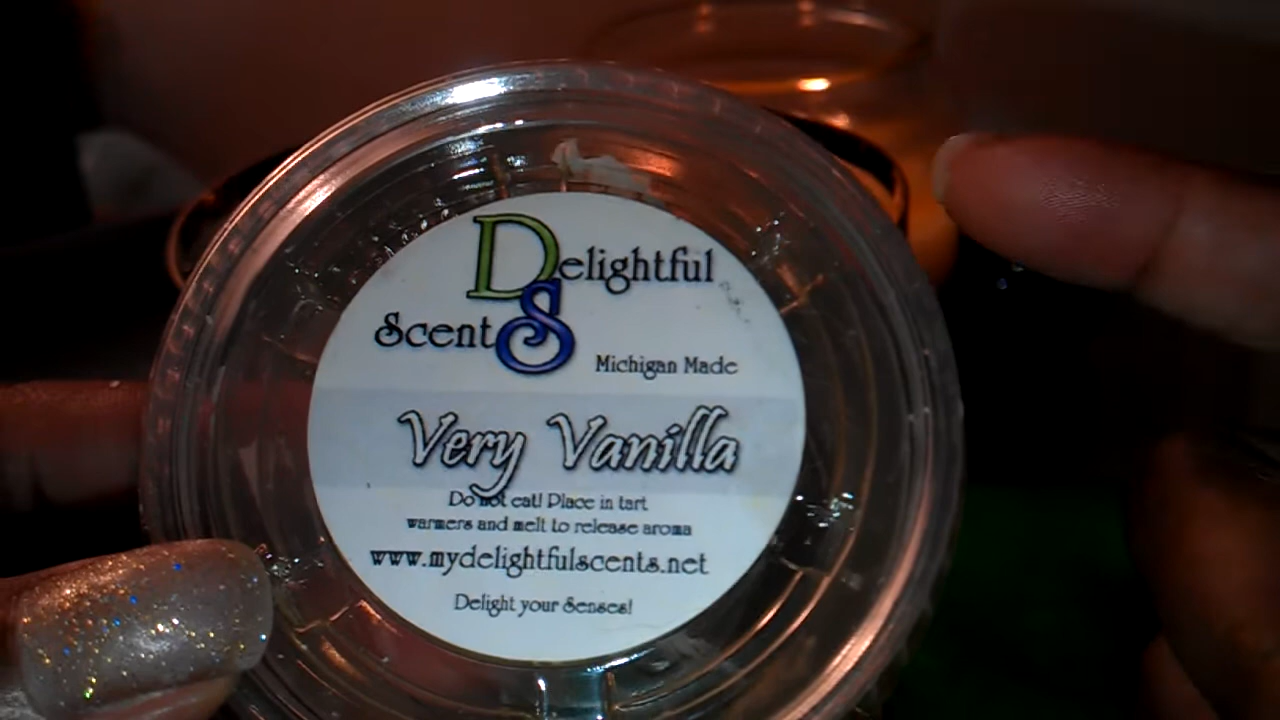 Delightful
ScentS
Michigan Made
Very Vanilla
Do not eat! Place in tart
warmers and melt to release aroma
www.mydelightfulscents.net
Delight your Senses!